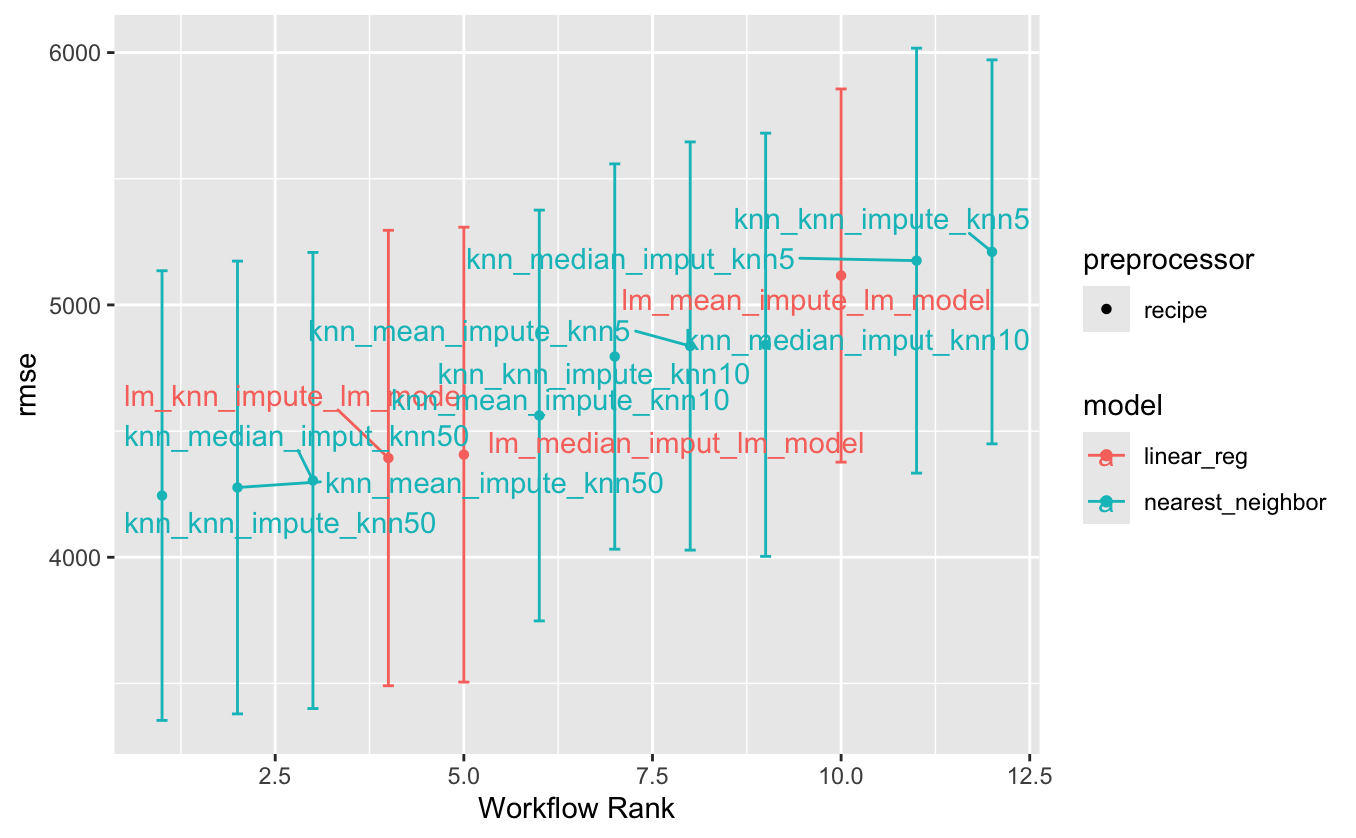 6000
5000
4000
rmse
knn_knn_impute_knn5
knn_median_imput_knn5
lm_mean_impute_lm_model
knn_mean_impute_knn5
knn_median_imput_knn10
knn_knn_impute_knn10
lm_knn_impute_lm_model
knn_mean_impute_knn10
knn_median_imput_knn50
lm_median_imput_lm_model
knn_mean_impute_knn50
knn_knn_impute_knn50
2.5 5.0 7.5 10.0 12.5
Workflow Rank
preprocessor
recipe
model
a linear_reg
a nearest_neighbor